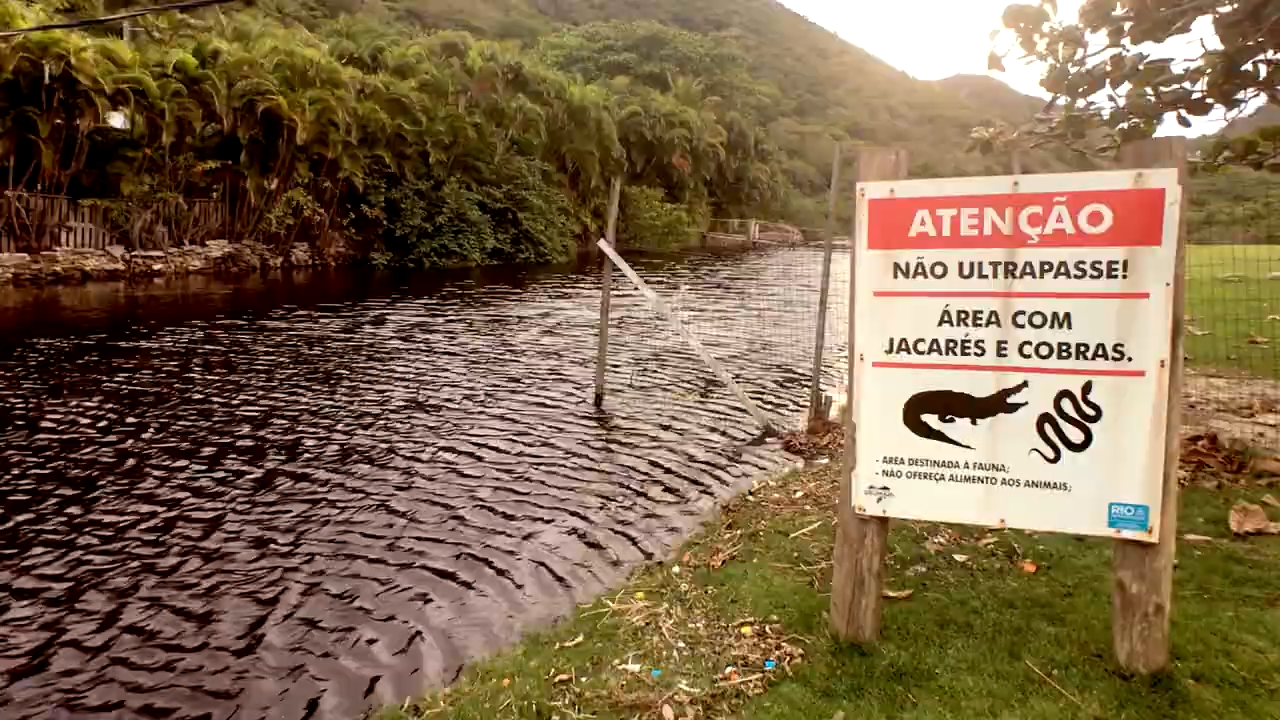 ATENÇÃO
NÃO ULTRAPASSE!
ÁREA COM
JACARÉS E COBRAS.
- ÁREA DESTINADA À FAUNA;
- NÃO OFEREÇA ALIMENTO AOS ANIMAIS;
RIO